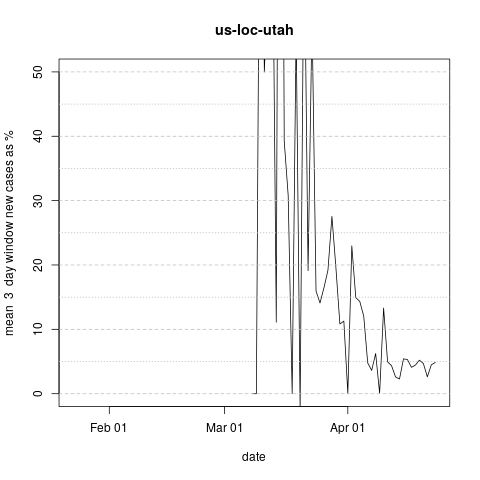 us-loc-utah
mean 3 day window new cases as %
50
40
30
20
10
0
Feb 01
Mar 01
Apr 01
date